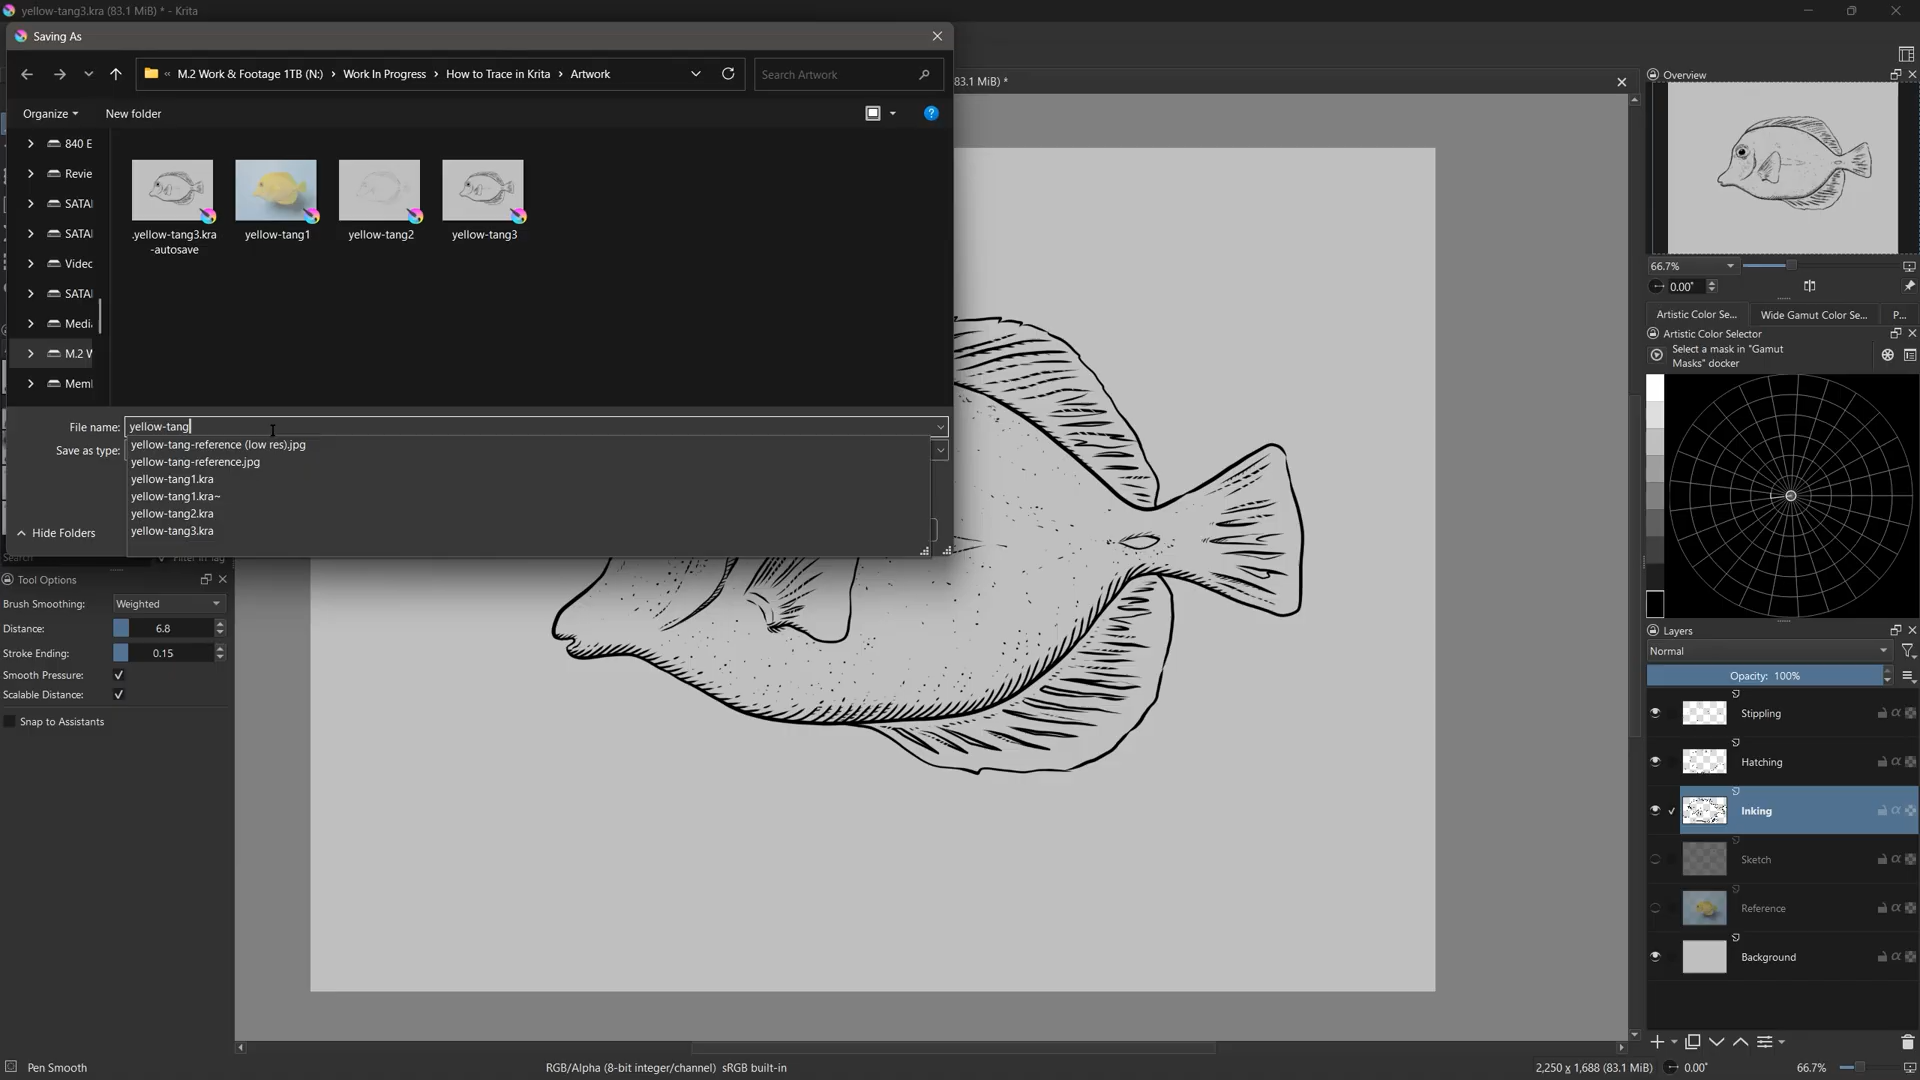 yellow-tang3.kra (83.1 MiB) * - Krita
Saving As
« M.2 Work & Footage 1TB (N:) › Work In Progress › How to Trace in Krita › Artwork
Search Artwork
83.1 MiB) *
Organize
New folder
840 E
Revie
SATAI
SATAI
Videc
SATAI
Medi
M.2 V
Meml
.yellow-tang3.kra
-autosave
yellow-tang1
yellow-tang2
yellow-tang3
File name:
yellow-tang
Save as type:
yellow-tang-reference (low res).jpg
yellow-tang-reference.jpg
yellow-tang1.kra
yellow-tang1.kra~
yellow-tang2.kra
yellow-tang3.kra
Hide Folders
Search
Filter in Tag
Tool Options
Brush Smoothing: Weighted
Distance: 6.8
Stroke Ending: 0.15
Smooth Pressure:
Scalable Distance:
Snap to Assistants
Overview
66.7%
0.00°
Artistic Color Se...
Wide Gamut Color Se...
P...
Artistic Color Selector
Select a mask in "Gamut
Masks" docker
Layers
Normal
Opacity: 100%
Stippling
Hatching
Inking
Sketch
Reference
Background
Pen Smooth
RGB/Alpha (8-bit integer/channel) sRGB built-in
2,250 x 1,688 (83.1 MiB)
0.00°
66.7%